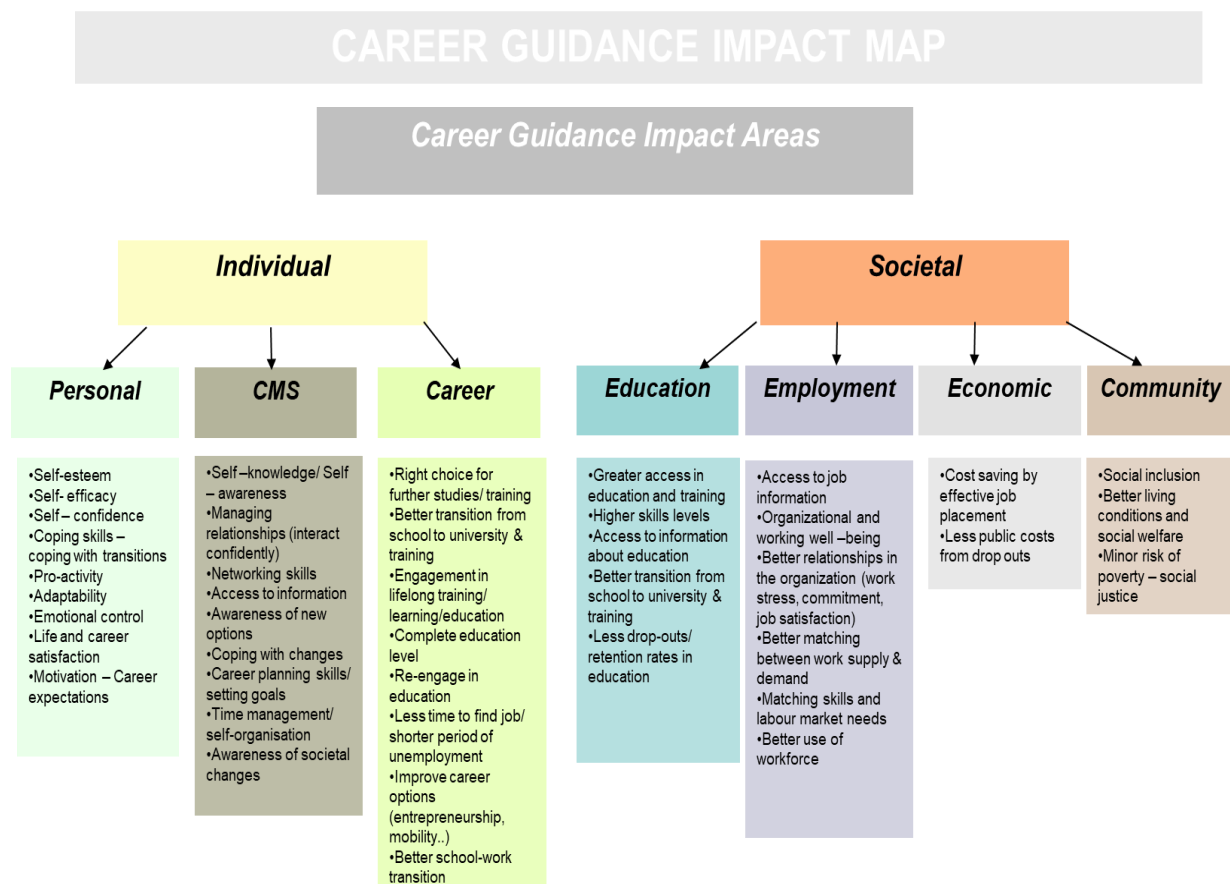 CAREER GUIDANCE IMPACT MAP
Career Guidance Impact Areas
Individual
Societal
Personal
CMS
Career
Education
Employment
Economic
Community
•Self-esteem
•Self- efficacy
•Self – confidence
•Coping skills –
coping with transitions
•Pro-activity
•Adaptability
•Emotional control
•Life and career
satisfaction
•Motivation – Career
expectations
•Self –knowledge/ Self
– awareness
•Managing
relationships (interact
confidently)
•Networking skills
•Access to information
•Awareness of new
options
•Coping with changes
•Career planning skills/
setting goals
•Time management/
self-organisation
•Awareness of societal
changes
•Right choice for
further studies/ training
•Better transition from
school to university &
training
•Engagement in
lifelong training/
learning/education
•Complete education
level
•Re-engage in
education
•Less time to find job/
shorter period of
unemployment
•Improve career
options
(entrepreneurship,
mobility..)
•Better school-work
transition
•Greater access in
education and training
•Higher skills levels
•Access to information
about education
•Better transition from
school to university &
training
•Less drop-outs/
retention rates in
education
•Access to job
information
•Organizational and
working well –being
•Better relationships in
the organization (work
stress, commitment,
job satisfaction)
•Better matching
between work supply &
demand
•Matching skills and
labour market needs
•Better use of
workforce
•Cost saving by
effective job
placement
•Less public costs
from drop outs
•Social inclusion
•Better living
conditions and
social welfare
•Minor risk of
poverty – social
justice